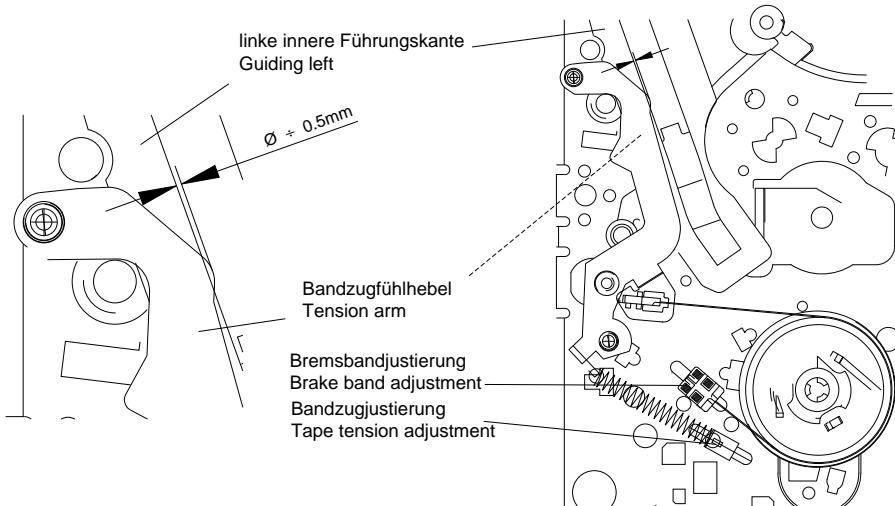 linke innere Führungskante
Guiding left
Ø ÷ 0.5mm
Bandzugfühlhebel
Tension arm
Bremsbandjustierung
Brake band adjustment
Bandzugjustierung
Tape tension adjustment